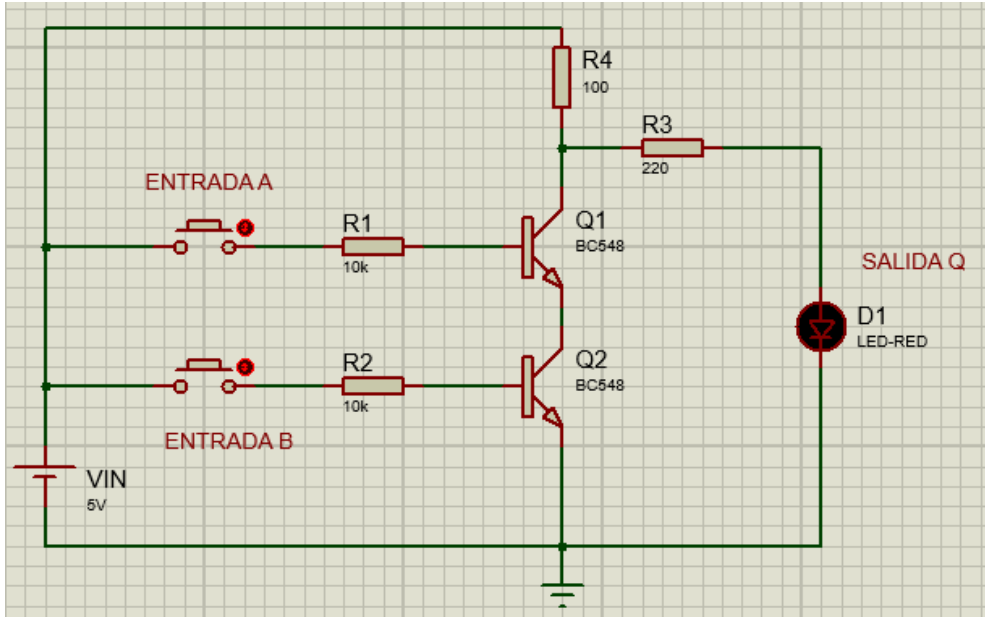 R4
100
R3
220
ENTRADA A
R1
10k
Q1
BC548
SALIDA Q
D1
LED-RED
R2
10k
Q2
BC548
ENTRADA B
VIN
5V